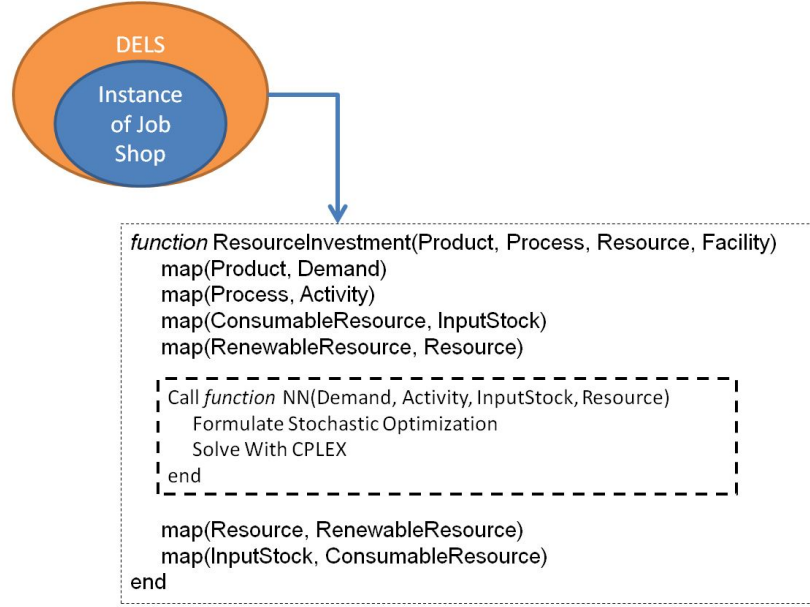 DELS
Instance
of Job
Shop
function ResourceInvestment(Product, Process, Resource, Facility)
map(Product, Demand)
map(Process, Activity)
map(ConsumableResource, InputStock)
map(RenewableResource, Resource)
Call function NN(Demand, Activity, InputStock, Resource)
Formulate Stochastic Optimization
Solve With CPLEX
end
map(Resource, RenewableResource)
map(InputStock, ConsumableResource)
end